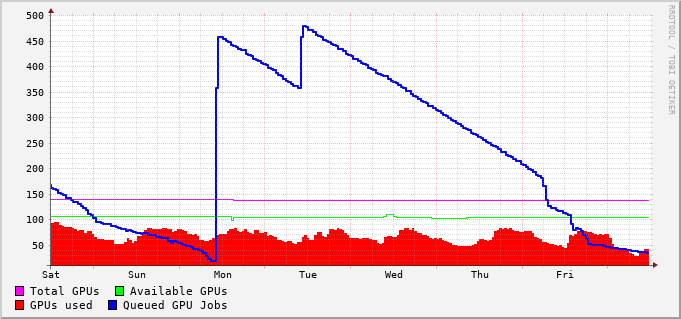 500
450
400
350
300
250
200
150
100
50
Sat Sun Mon Tue Wed Thu Fri
Total GPUs Available GPUs
GPUs used Queued GPU Jobs
RRDTOOL / TOBI OETIKER